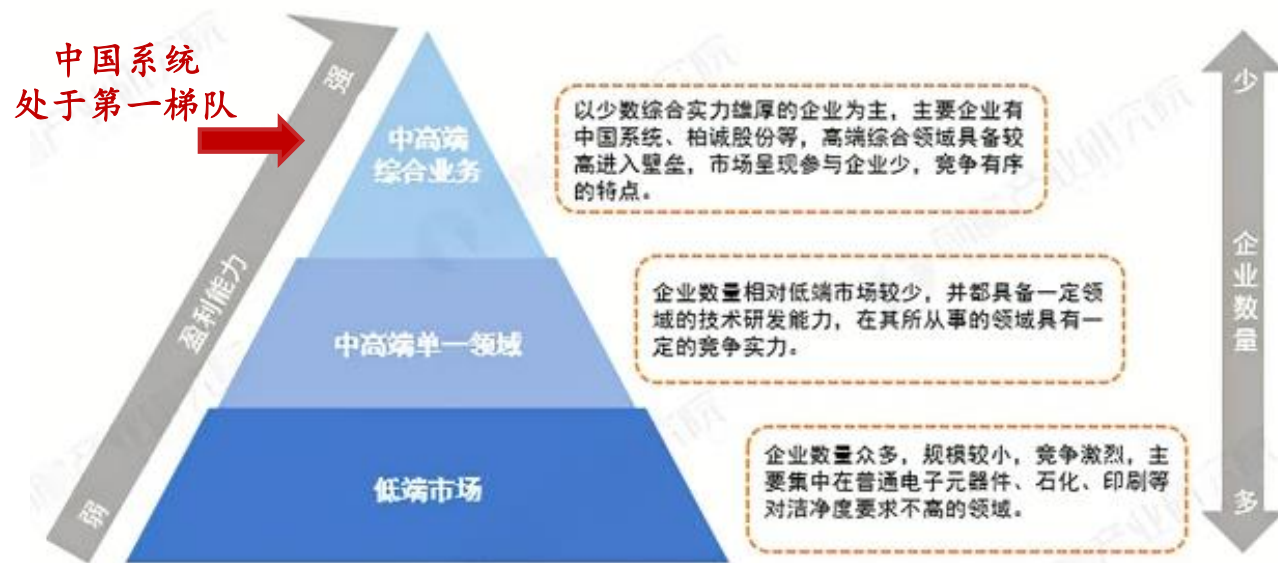 中国系统
处于第一梯队
强
盈利能力
弱
中高端
综合业务
中高端单一领域
低端市场
以少数综合实力雄厚的企业为主，主要企业有
中国系统、柏诚股份等，高端综合领域具备较
高进入壁垒，市场呈现参与企业少，竞争有序
的特点。
企业数量相对低端市场较少，并都具备一定领
域的技术研发能力，在其所从事的领域具有一
定的竞争实力。
企业数量众多，规模较小，竞争激烈，主
要集中在普通电子元器件、石化、印刷等
对洁净度要求不高的领域。
少
企业数量
多